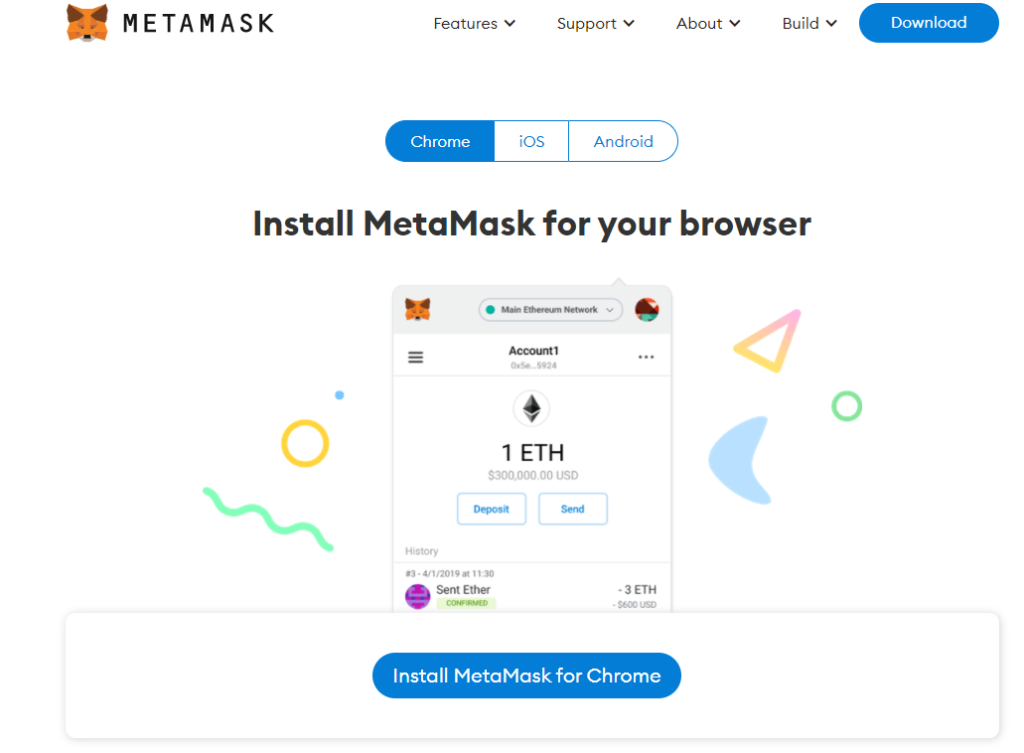 METAMASK
Features
Support
About
Build
Download
Chrome
iOS
Android
Install MetaMask for your browser
Main Ethereum Network
Account1
0x5e...5924
1 ETH
$300,000.00 USD
Deposit
Send
History
#3 - 4/1/2019 at 11:30
Sent Ether
- 3 ETH
CONFIRMED
- $600 USD
Install MetaMask for Chrome